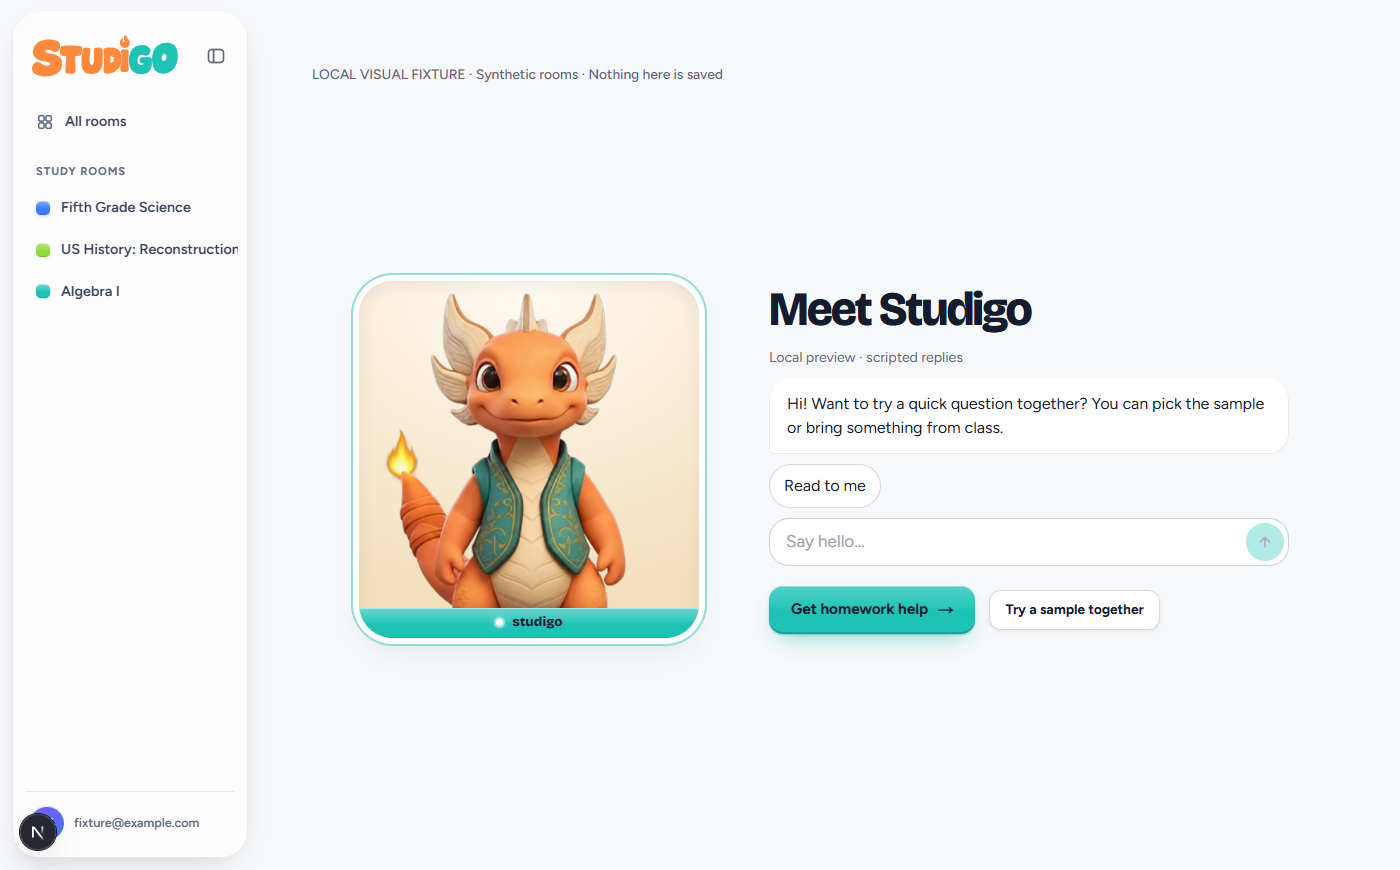 STUDIGO
All rooms
STUDY ROOMS
Fifth Grade Science
US History: Reconstruction
Algebra I
fixture@example.com
N
LOCAL VISUAL FIXTURE · Synthetic rooms · Nothing here is saved
studigo
Meet Studigo
Local preview · scripted replies
Hi! Want to try a quick question together? You can pick the sample
or bring something from class.
Read to me
Say hello...
Get homework help →
Try a sample together